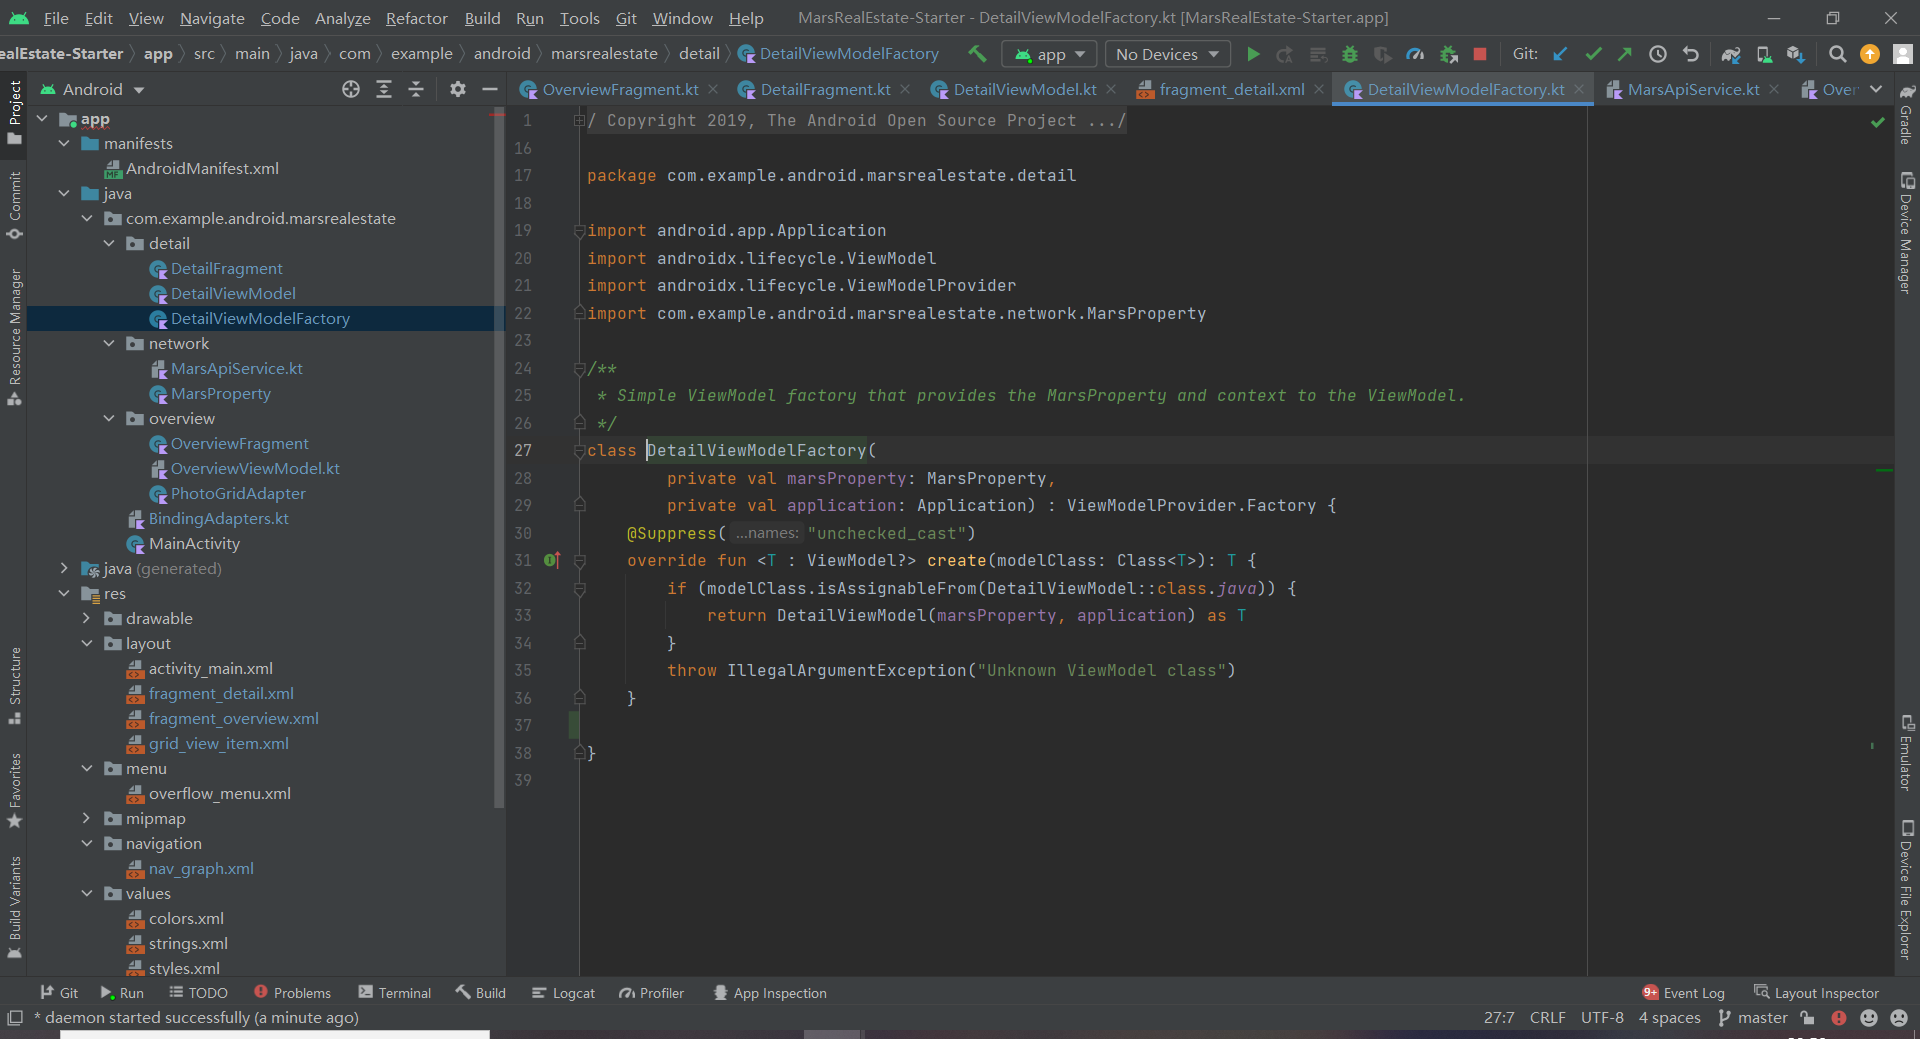 File Edit View Navigate Code Analyze Refactor Build Run Tools Git Window Help MarsRealEstate-Starter - DetailViewModelFactory.kt [MarsRealEstate-Starter.app]
ealEstate-Starter app src main java com example android marsrealestate detail DetailViewModelFactory app No Devices Git:
Android
OverviewFragment.kt DetailFragment.kt DetailViewModel.kt fragment_detail.xml DetailViewModelFactory.kt MarsApiService.kt Over
Project
Commit
Resource Manager
Structure
Favorites
Build Variants
app
manifests
AndroidManifest.xml
java
com.example.android.marsrealestate
detail
DetailFragment
DetailViewModel
DetailViewModelFactory
network
MarsApiService.kt
MarsProperty
overview
OverviewFragment
OverviewViewModel.kt
PhotoGridAdapter
BindingAdapters.kt
MainActivity
java (generated)
res
drawable
layout
activity_main.xml
fragment_detail.xml
fragment_overview.xml
grid_view_item.xml
menu
overflow_menu.xml
mipmap
navigation
nav_graph.xml
values
colors.xml
strings.xml
styles.xml
1 / Copyright 2019, The Android Open Source Project .../
16
17 package com.example.android.marsrealestate.detail
18
19 import android.app.Application
20 import androidx.lifecycle.ViewModel
21 import androidx.lifecycle.ViewModelProvider
22 import com.example.android.marsrealestate.network.MarsProperty
23
24 /**
25 * Simple ViewModel factory that provides the MarsProperty and context to the ViewModel.
26 */
27 class DetailViewModelFactory(
28 private val marsProperty: MarsProperty,
29 private val application: Application) : ViewModelProvider.Factory {
30 @Suppress( ...names: "unchecked_cast")
31 override fun <T : ViewModel?> create(modelClass: Class<T>): T {
32 if (modelClass.isAssignableFrom(DetailViewModel::class.java)) {
33 return DetailViewModel(marsProperty, application) as T
34 }
35 throw IllegalArgumentException("Unknown ViewModel class")
36 }
37
38 }
39
Gradle
Device Manager
Emulator
Device File Explorer
Git Run TODO Problems Terminal Build Logcat Profiler App Inspection 9+ Event Log Layout Inspector
* daemon started successfully (a minute ago) 27:7 CRLF UTF-8 4 spaces master